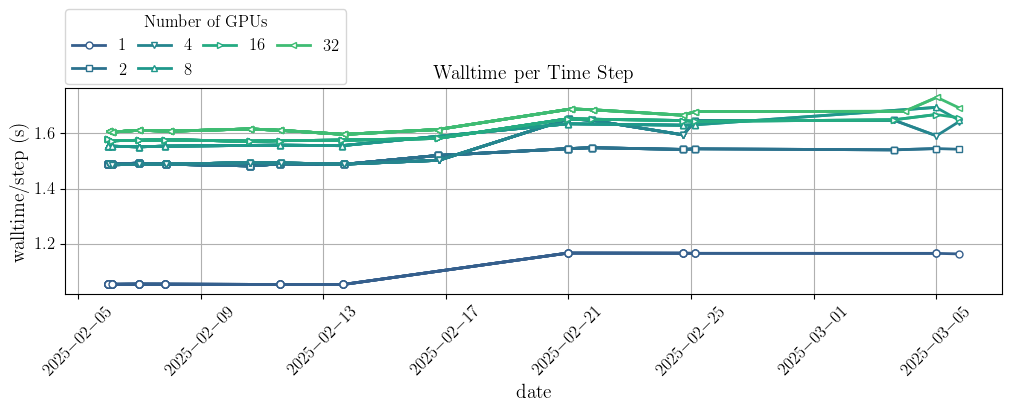 Number of GPUs
1 4 16 32
2 8
Walltime per Time Step
walltime/step (s)
1.6
1.4
1.2
2025−02−05 2025−02−09 2025−02−13 2025−02−17 2025−02−21 2025−02−25 2025−03−01 2025−03−05
date